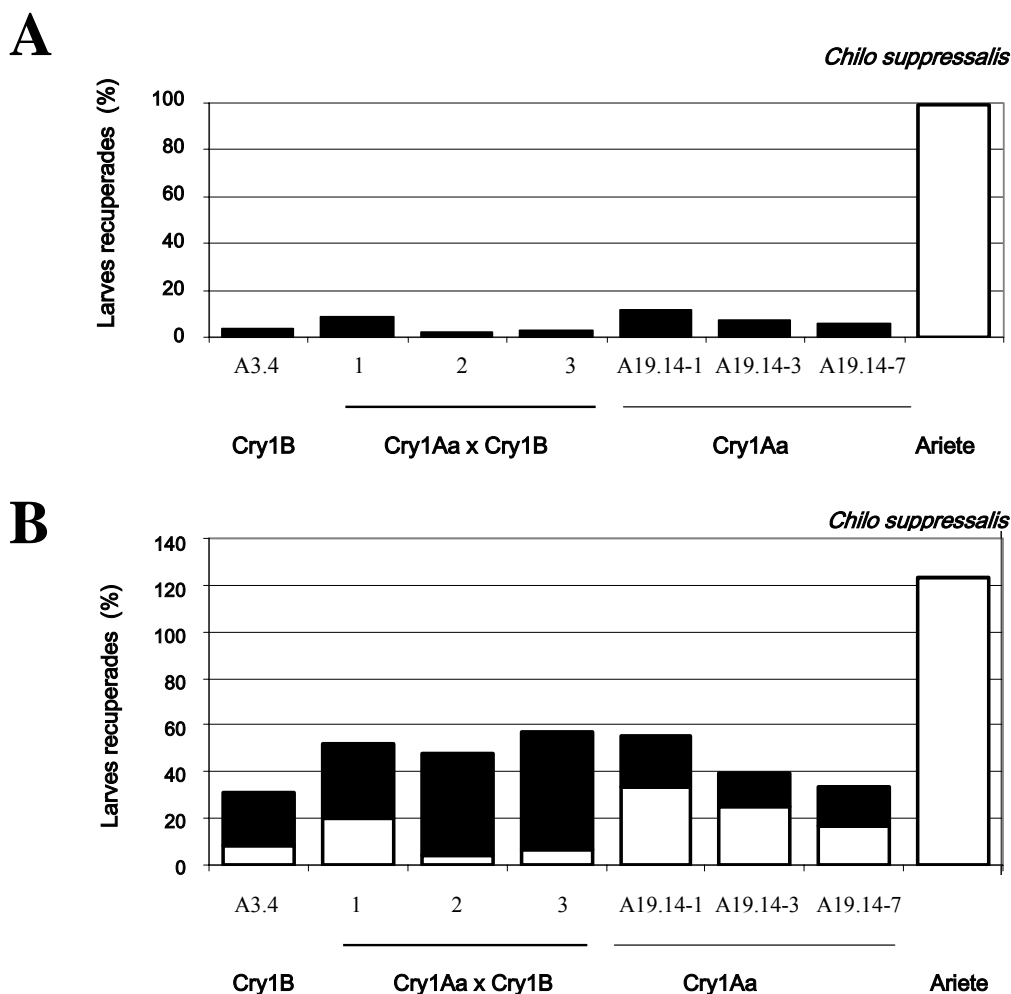 A
Chilo suppressalis
Larves recuperades (%)
100
80
60
40
20
0
A3.4 1 2 3 A19.14-1 A19.14-3 A19.14-7
Cry1B Cry1Aa x Cry1B Cry1Aa Ariete
B
Chilo suppressalis
Larves recuperades (%)
140
120
100
80
60
40
20
0
A3.4 1 2 3 A19.14-1 A19.14-3 A19.14-7
Cry1B Cry1Aa x Cry1B Cry1Aa Ariete